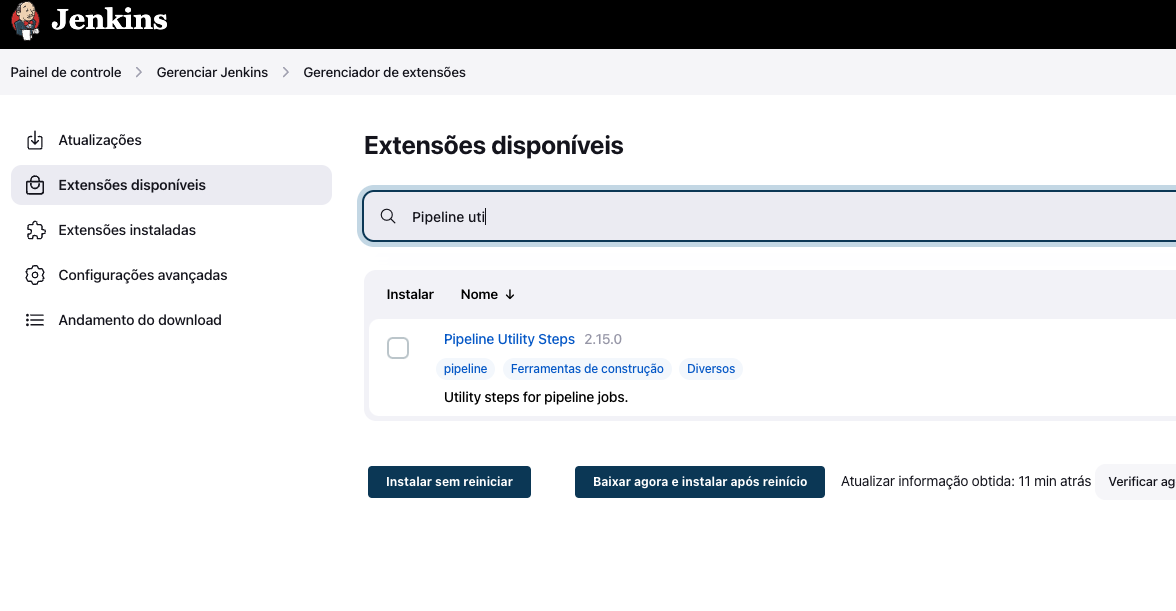 Jenkins
Painel de controle > Gerenciar Jenkins > Gerenciador de extensões
Atualizações
Extensões disponíveis
Extensões instaladas
Configurações avançadas
Andamento do download
Extensões disponíveis
Pipeline uti
Instalar Nome ↓
Pipeline Utility Steps 2.15.0
pipeline Ferramentas de construção Diversos
Utility steps for pipeline jobs.
Instalar sem reiniciar Baixar agora e instalar após reinício Atualizar informação obtida: 11 min atrás Verificar ag